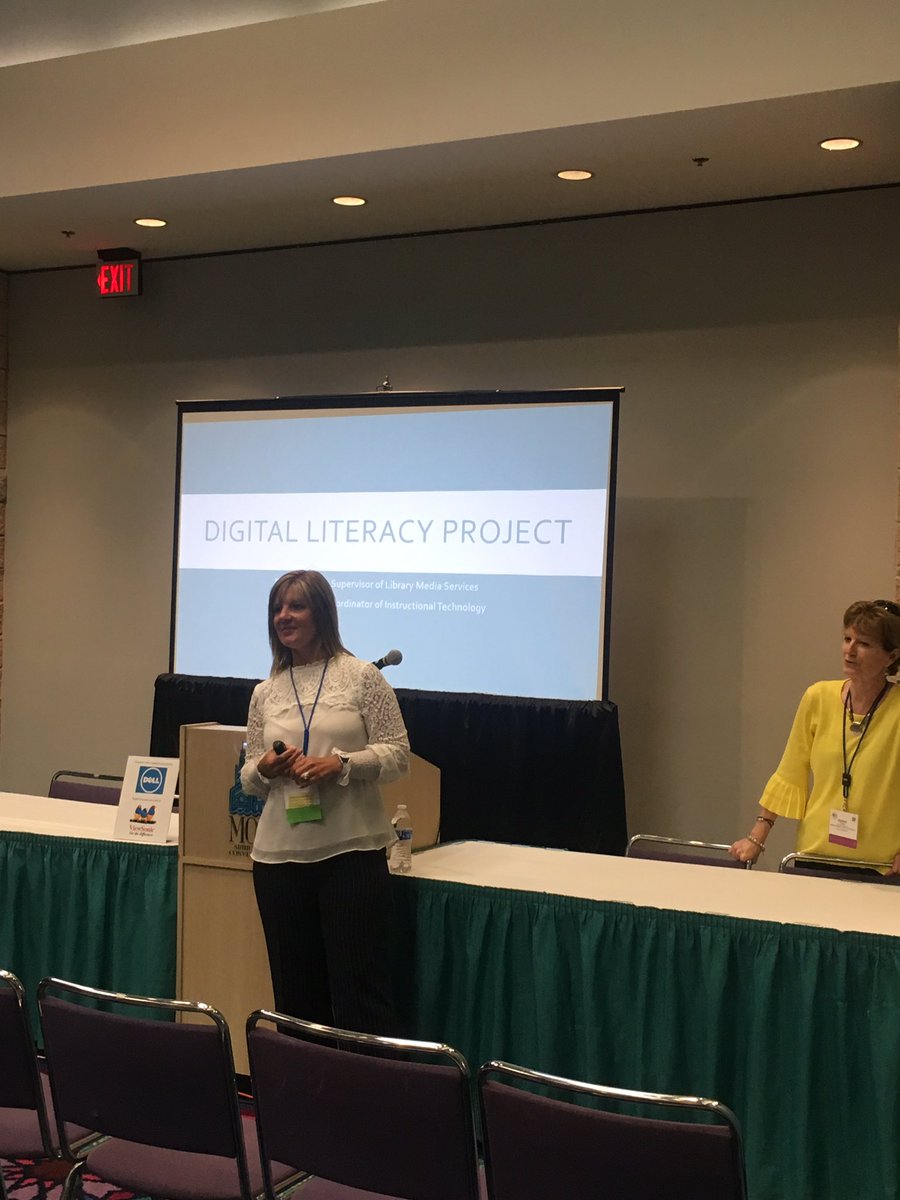 EXIT
DIGITAL LITERACY PROJECT
Supervisor of Library Media Services
ordinator of Instructional Technology
DELL
ViewSonic